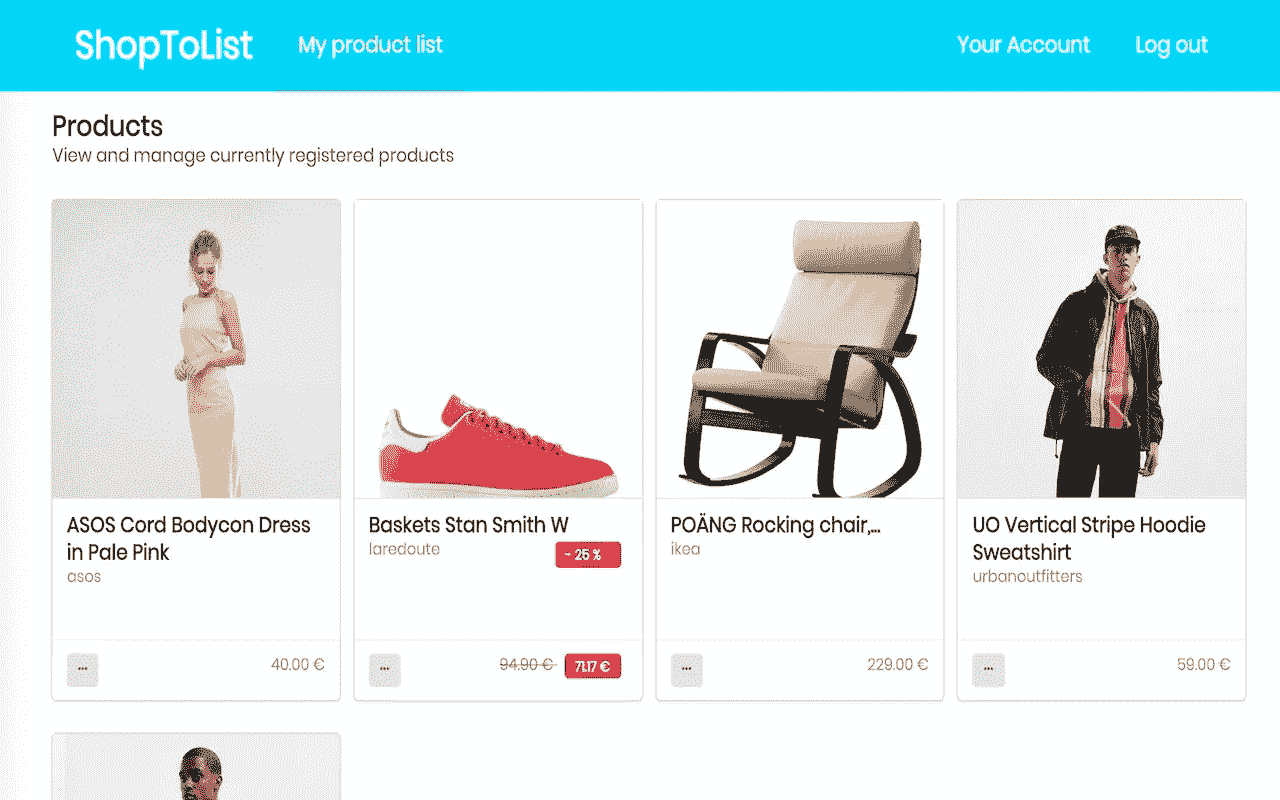 ShopToList
My product list
Your Account
Log out
Products
View and manage currently registered products
ASOS Cord Bodycon Dress
in Pale Pink
asos
...
40.00 €
Baskets Stan Smith W
laredoute
- 25 %
...
94.90 €
71.17 €
POÄNG Rocking chair,...
ikea
...
229.00 €
UO Vertical Stripe Hoodie
Sweatshirt
urbanoutfitters
...
59.00 €